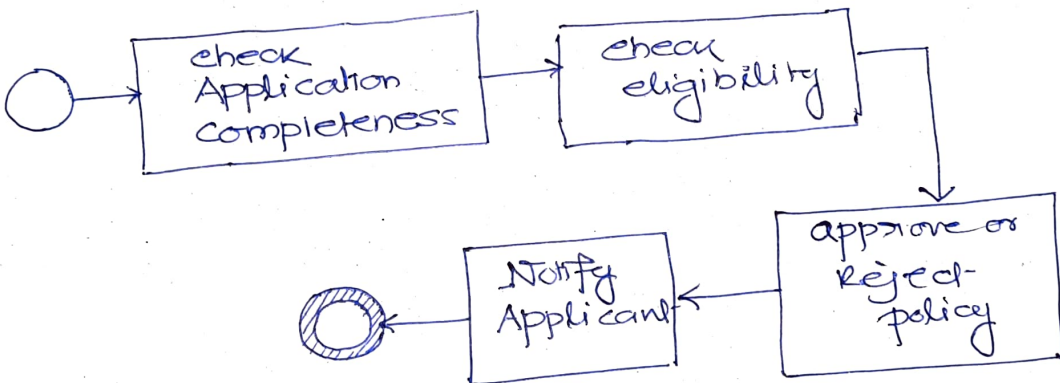 check
Application
completeness
check
eligibility
approve or
Reject
policy
Notify
Applicant